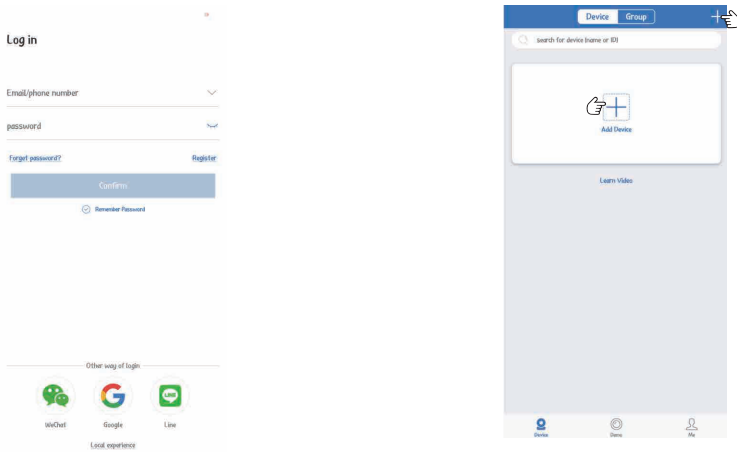 Log in
Email/phone number
password
Forget password?
Register
Confirm
Remember Password
Other way of login
WeChat
Google
Line
Local experience
Device
Group
search for device (name or ID)
Add Device
Learn Video
Device
Demo
Me